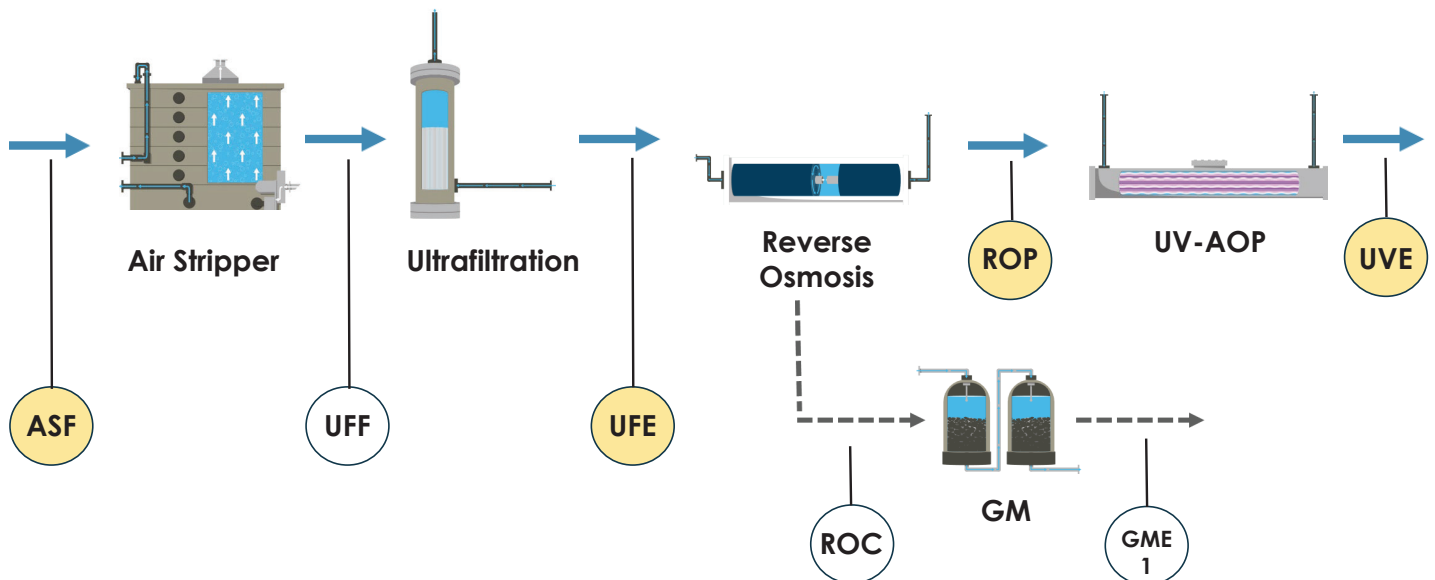 Air Stripper
Ultrafiltration
Reverse
Osmosis
ROP
UV-AOP
UVE
ASF
UFF
UFE
ROC
GM
GME
1